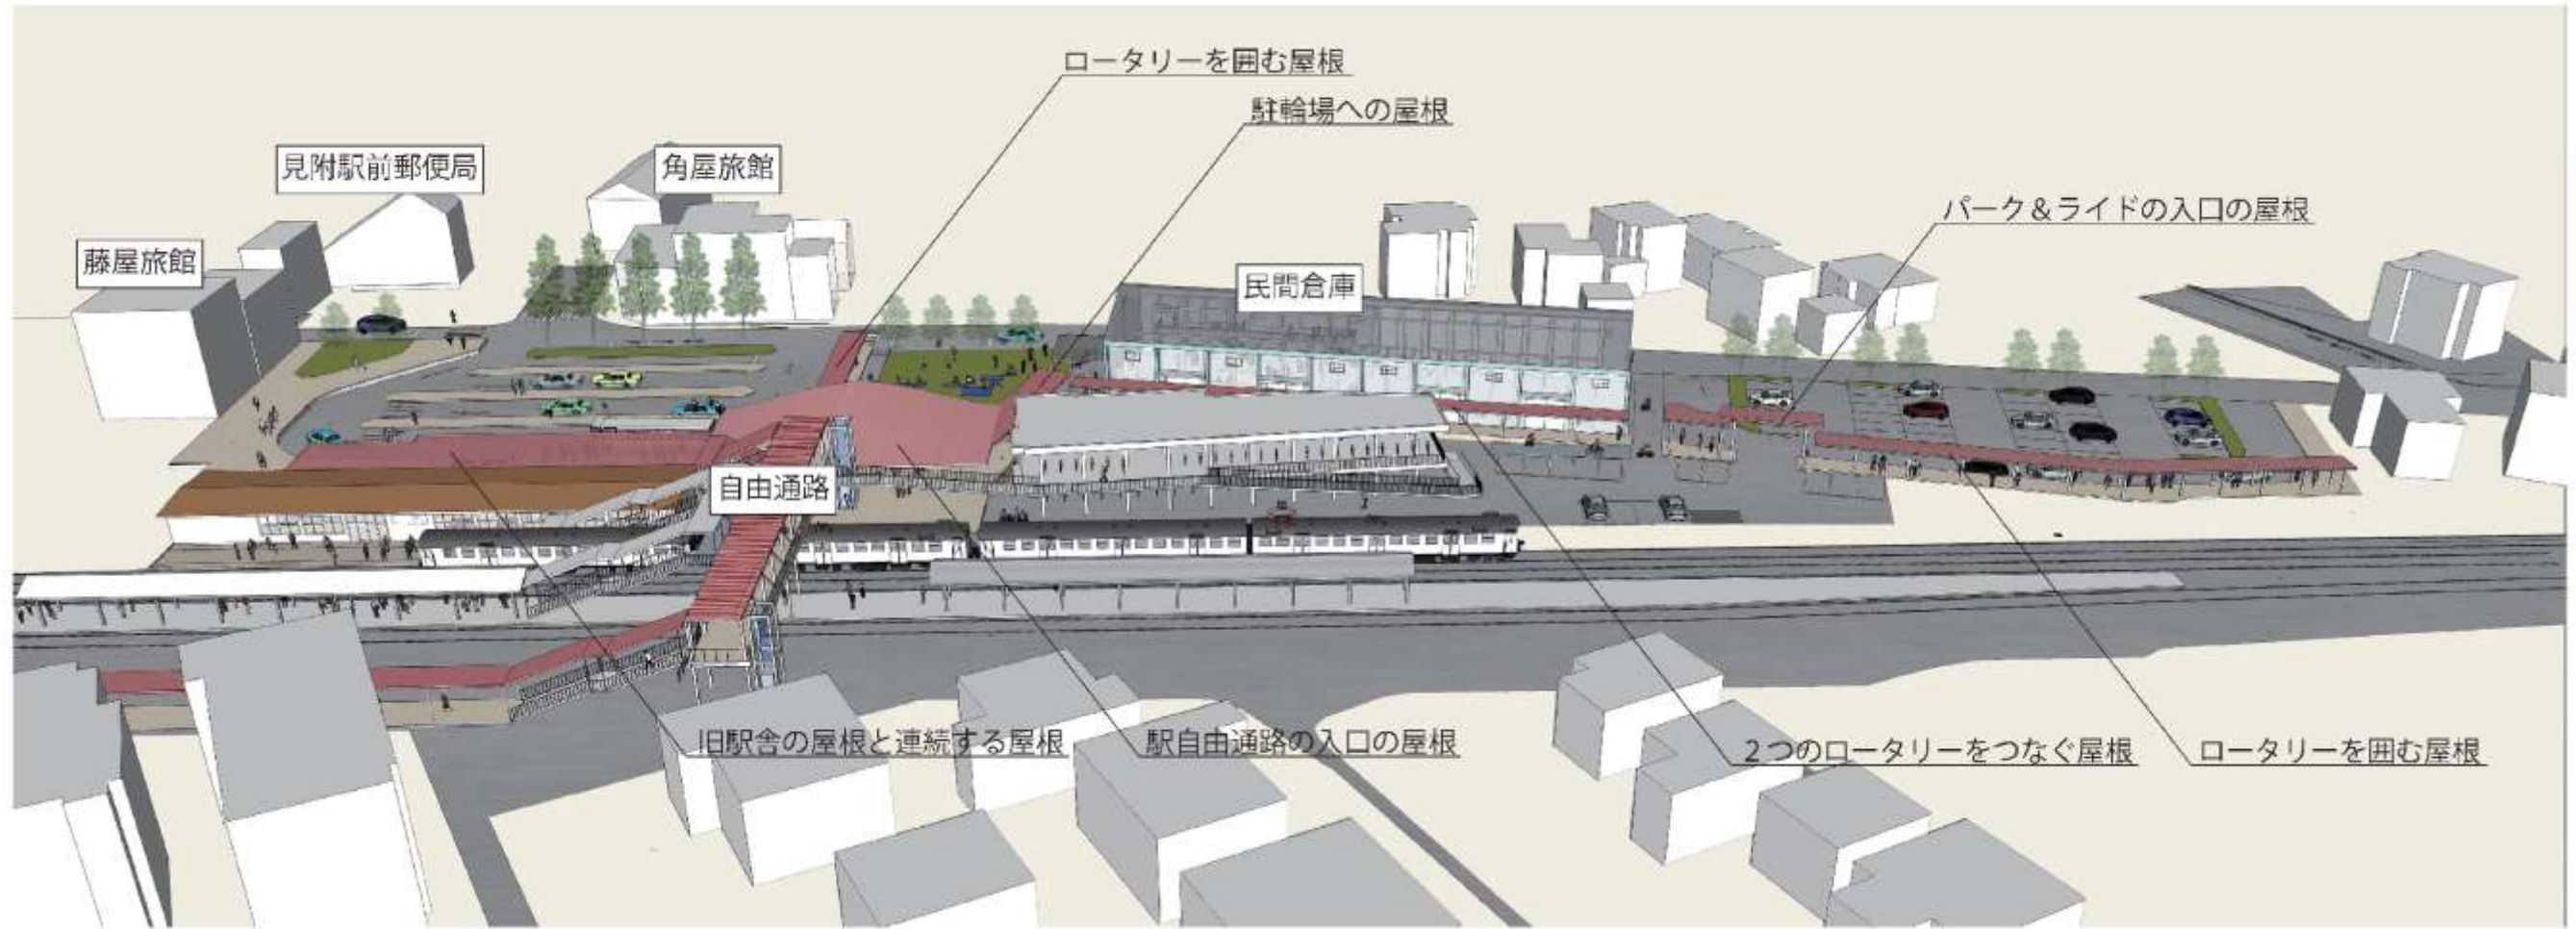 ロータリーを囲む屋根
駐輪場への屋根
見附駅前郵便局
角屋旅館
パーク＆ライドの入口の屋根
藤屋旅館
民間倉庫
自由通路
旧駅舎の屋根と連続する屋根
駅自由通路の入口の屋根
２つのロータリーをつなぐ屋根
ロータリーを囲む屋根